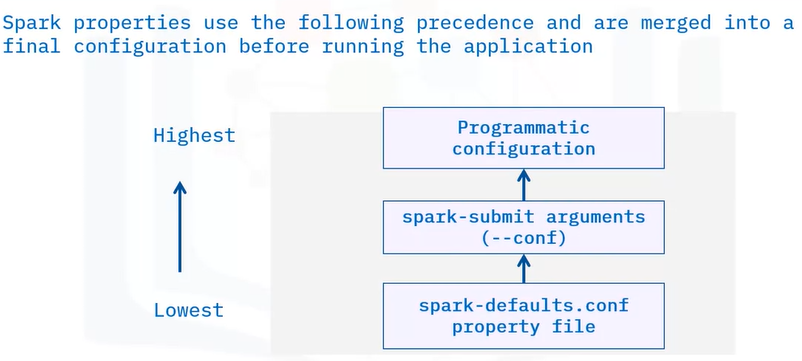 Spark properties use the following precedence and are merged into a
final configuration before running the application
Highest
Programmatic
configuration
spark-submit arguments
(--conf)
Lowest
spark-defaults.conf
property file